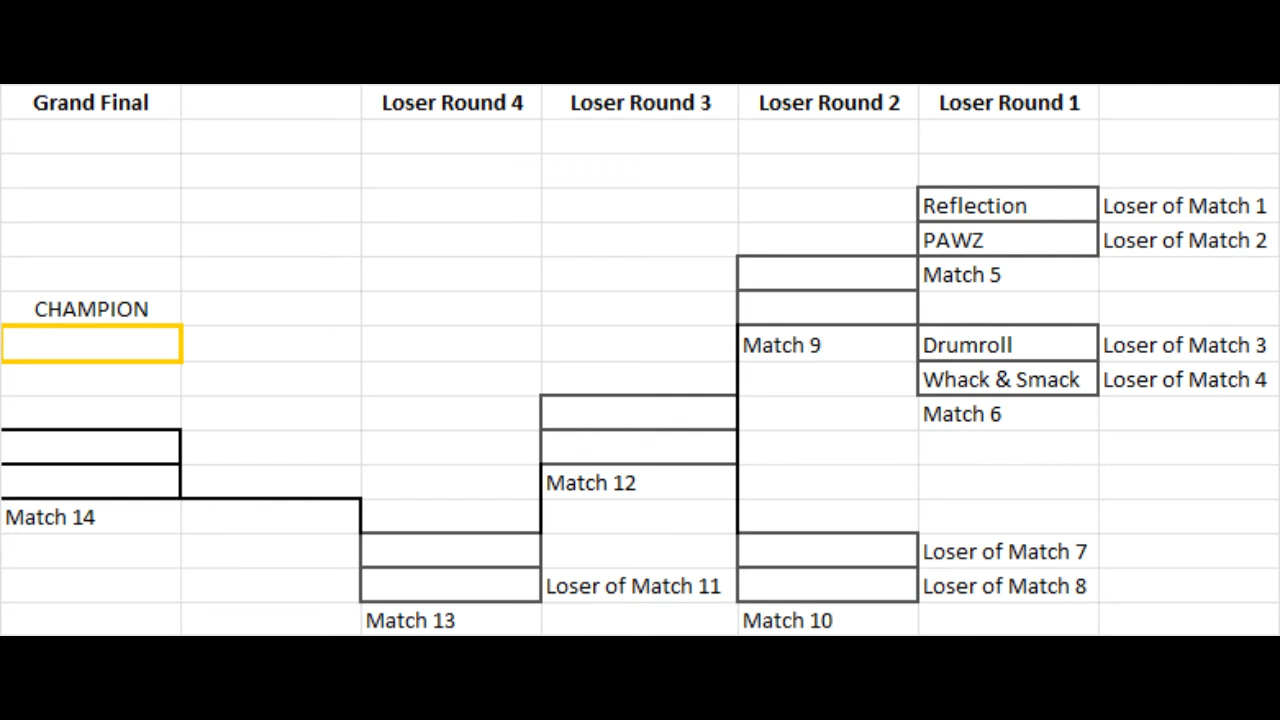 Grand Final Loser Round 4 Loser Round 3 Loser Round 2 Loser Round 1
Reflection Loser of Match 1
PAWZ Loser of Match 2
Match 5
CHAMPION
Match 9 Drumroll Loser of Match 3
Whack & Smack Loser of Match 4
Match 6
Match 12
Match 14
Loser of Match 7
Loser of Match 11 Loser of Match 8
Match 13 Match 10